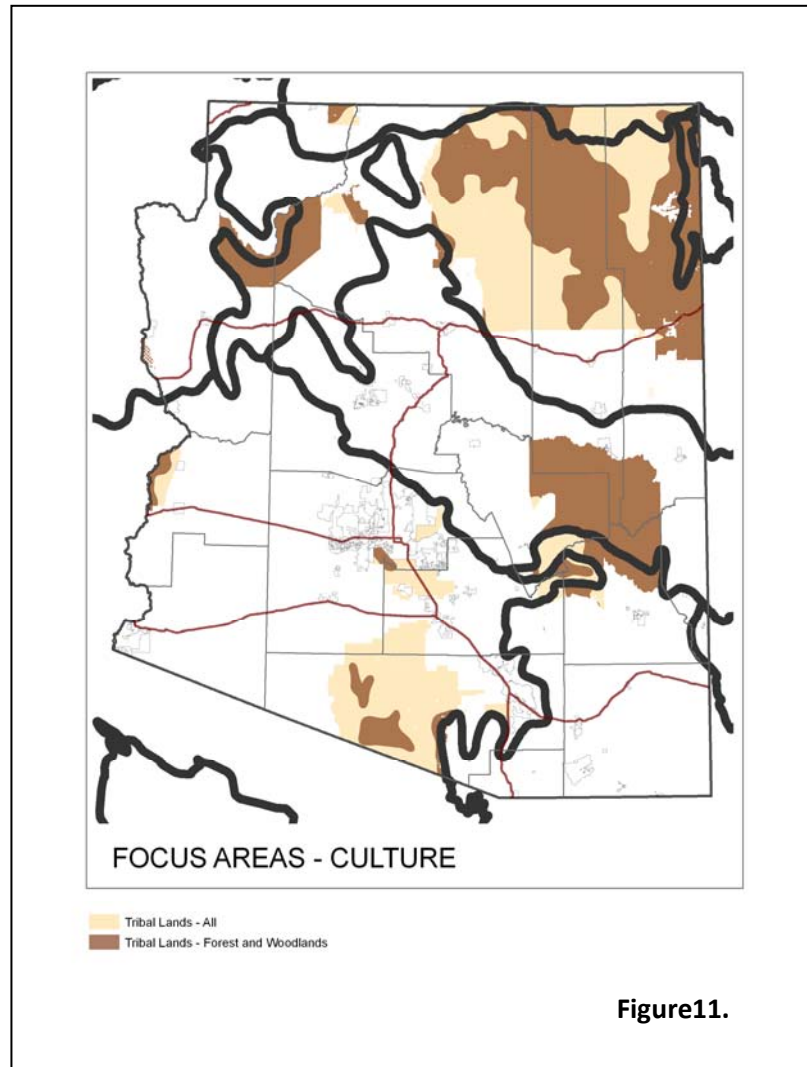 FOCUS AREAS - CULTURE
Tribal Lands - All
Tribal Lands - Forest and Woodlands
Figure11.